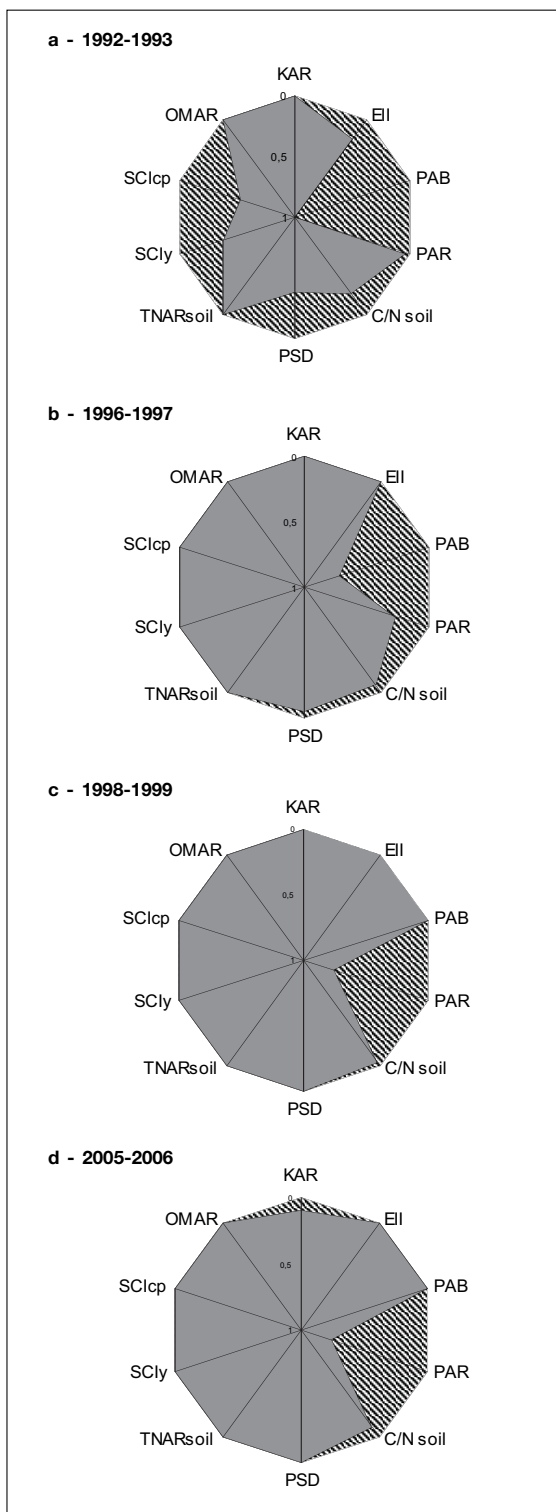 a - 1992-1993
KAR
0
EII
OMAR
0,5
PAB
SCIcp
1
PAR
SCIy
C/N soil
TNARsoil
PSD
b - 1996-1997
KAR
0
EII
OMAR
0,5
PAB
SCIcp
1
PAR
SCIy
C/N soil
TNARsoil
PSD
c - 1998-1999
KAR
0
EII
OMAR
0,5
PAB
SCIcp
1
PAR
SCIy
C/N soil
TNARsoil
PSD
d - 2005-2006
KAR
0
EII
OMAR
0,5
PAB
SCIcp
1
PAR
SCIy
C/N soil
TNARsoil
PSD